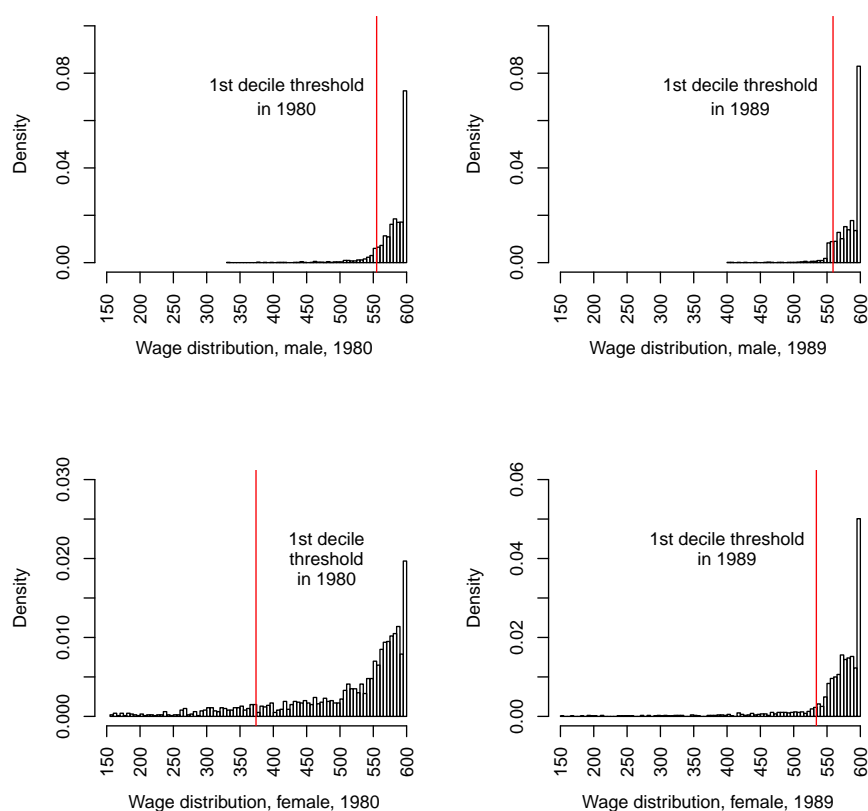 1st decile threshold
in 1980
Density
0.00 0.04 0.08
150 200 250 300 350 400 450 500 550 600
Wage distribution, male, 1980
1st decile threshold
in 1989
Density
0.00 0.04 0.08
150 200 250 300 350 400 450 500 550 600
Wage distribution, male, 1989
1st decile
threshold
in 1980
Density
0.000 0.010 0.020 0.030
150 200 250 300 350 400 450 500 550 600
Wage distribution, female, 1980
1st decile threshold
in 1989
Density
0.00 0.02 0.04 0.06
150 200 250 300 350 400 450 500 550 600
Wage distribution, female, 1989